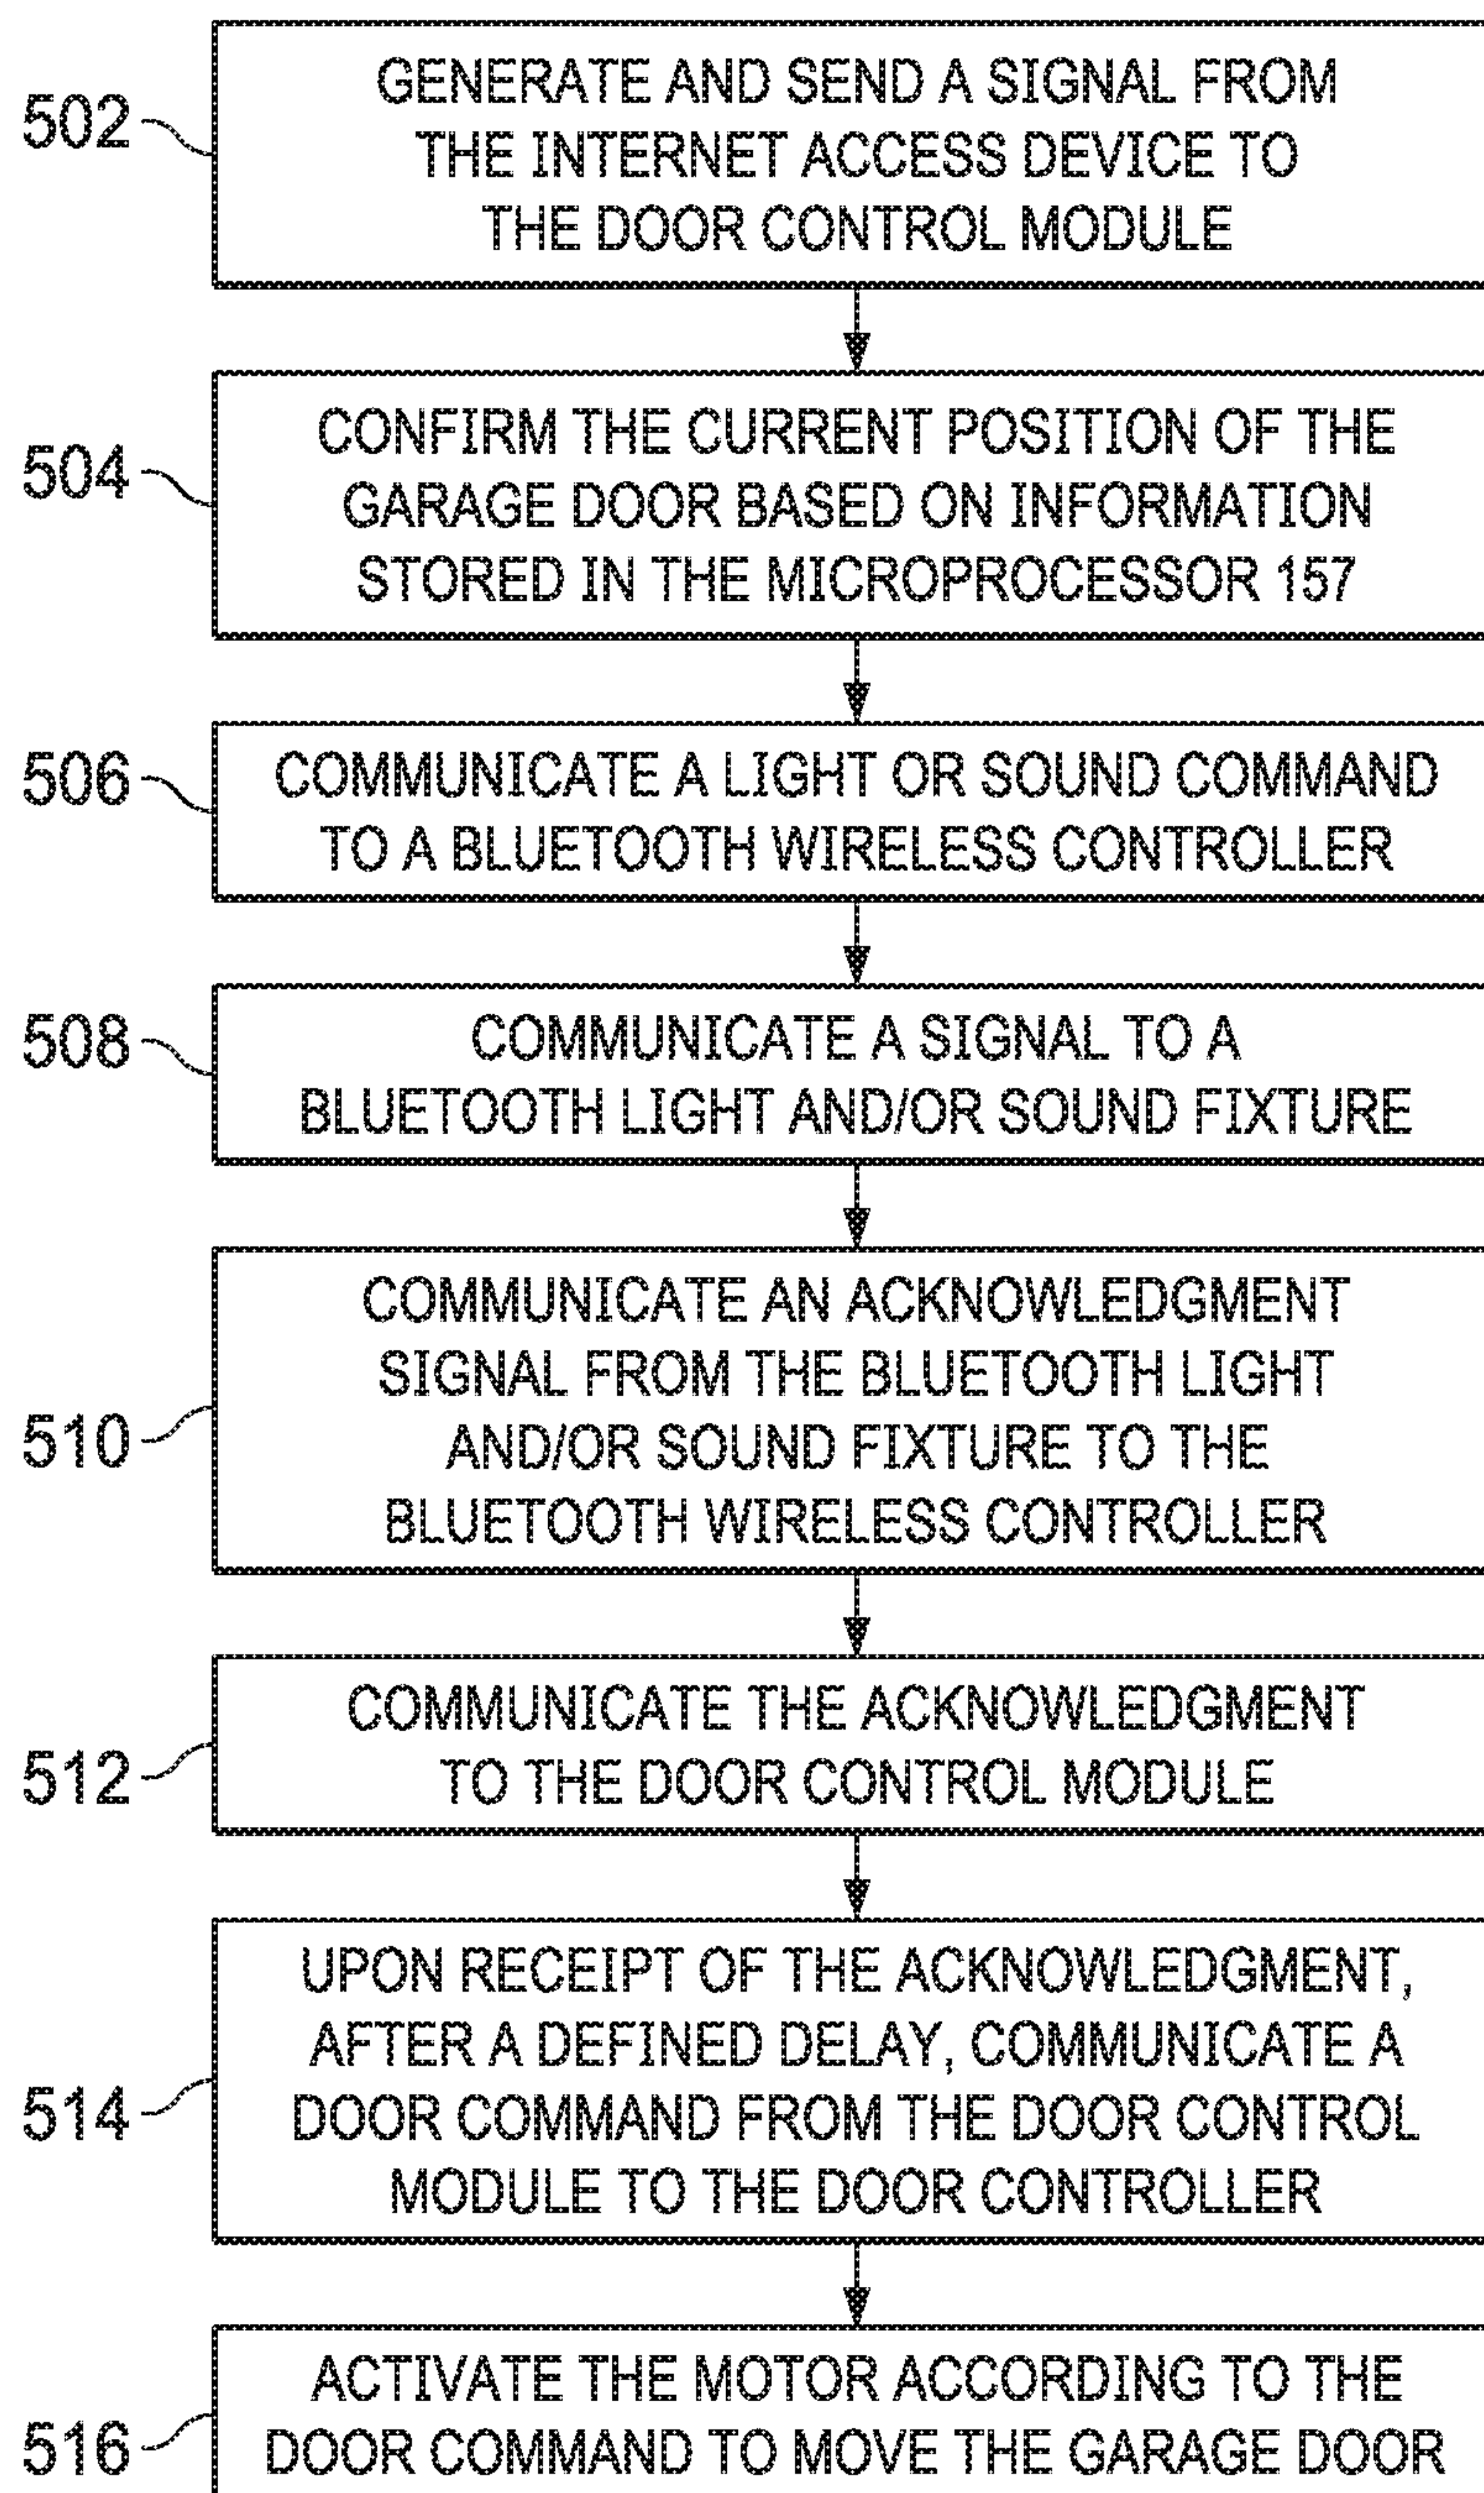 502
GENERATE AND SEND A SIGNAL FROM
THE INTERNET ACCESS DEVICE TO
THE DOOR CONTROL MODULE
504
CONFIRM THE CURRENT POSITION OF THE
GARAGE DOOR BASED ON INFORMATION
STORED IN THE MICROPROCESSOR 157
506
COMMUNICATE A LIGHT OR SOUND COMMAND
TO A BLUETOOTH WIRELESS CONTROLLER
508
COMMUNICATE A SIGNAL TO A
BLUETOOTH LIGHT AND/OR SOUND FIXTURE
510
COMMUNICATE AN ACKNOWLEDGMENT
SIGNAL FROM THE BLUETOOTH LIGHT
AND/OR SOUND FIXTURE TO THE
BLUETOOTH WIRELESS CONTROLLER
512
COMMUNICATE THE ACKNOWLEDGMENT
TO THE DOOR CONTROL MODULE
514
UPON RECEIPT OF THE ACKNOWLEDGMENT,
AFTER A DEFINED DELAY, COMMUNICATE A
DOOR COMMAND FROM THE DOOR CONTROL
MODULE TO THE DOOR CONTROLLER
516
ACTIVATE THE MOTOR ACCORDING TO THE
DOOR COMMAND TO MOVE THE GARAGE DOOR